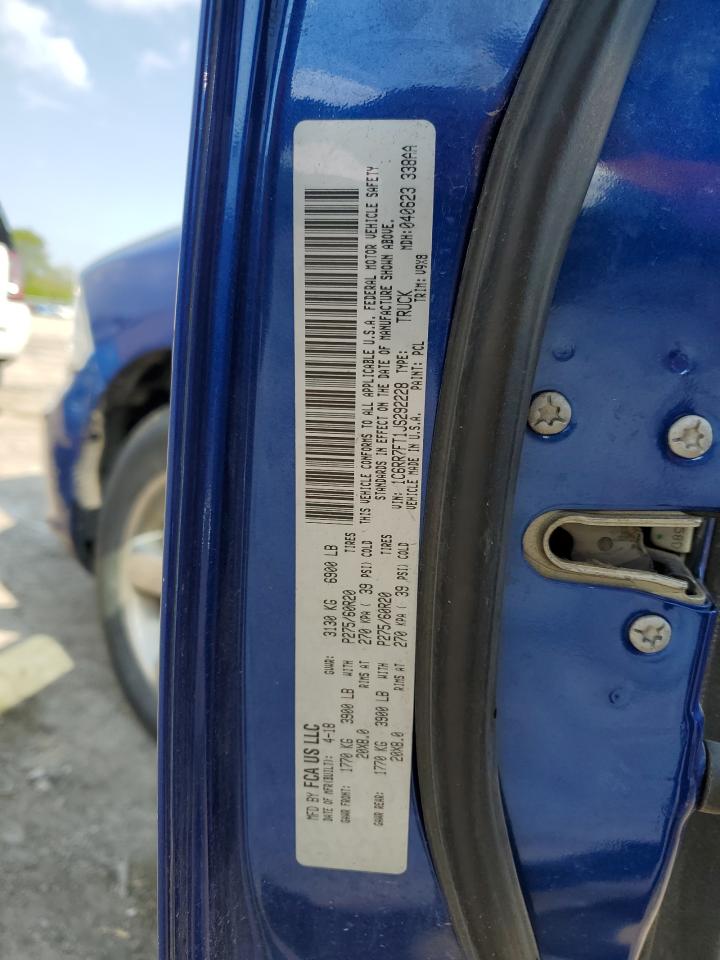 MFD BY FCA US LLC
DATE OF MFR(BUILT): 4-18 GVWR: 3130 KG 6900 LB
GAWR FRONT: 1770 KG 3900 LB WITH P275/60R20 TIRES
20X8.0 RIMS AT 270 KPA ( 39 PSI) COLD
GAWR REAR: 1770 KG 3900 LB WITH P275/60R20 TIRES
20X8.0 RIMS AT 270 KPA ( 39 PSI) COLD
THIS VEHICLE CONFORMS TO ALL APPLICABLE U.S.A. FEDERAL MOTOR VEHICLE SAFETY
STANDARDS IN EFFECT ON THE DATE OF MANUFACTURE SHOWN ABOVE.
VIN: 1C6RR7FT1JS292228 TYPE: TRUCK MDH:040623 338AA
VEHICLE MADE IN U.S.A. PAINT: PCL TRIM: V9X8